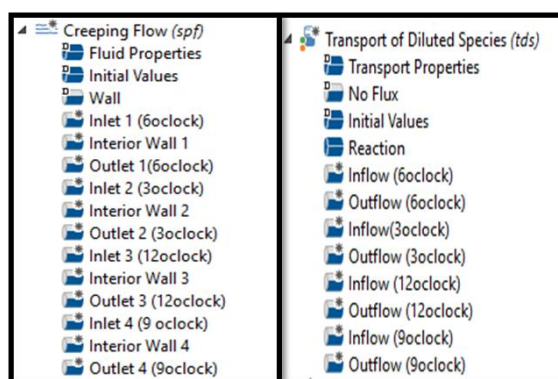 Creeping Flow (spf)
Fluid Properties
Initial Values
Wall
Inlet 1 (6oclock)
Interior Wall 1
Outlet 1(6oclock)
Inlet 2 (3oclock)
Interior Wall 2
Outlet 2 (3oclock)
Inlet 3 (12oclock)
Interior Wall 3
Outlet 3 (12oclock)
Inlet 4 (9 oclock)
Interior Wall 4
Outlet 4 (9oclock)
Transport of Diluted Species (tds)
Transport Properties
No Flux
Initial Values
Reaction
Inflow (6oclock)
Outflow (6oclock)
Inflow(3oclock)
Outflow (3oclock)
Inflow (12oclock)
Outflow (12oclock)
Inflow (9oclock)
Outflow (9oclock)